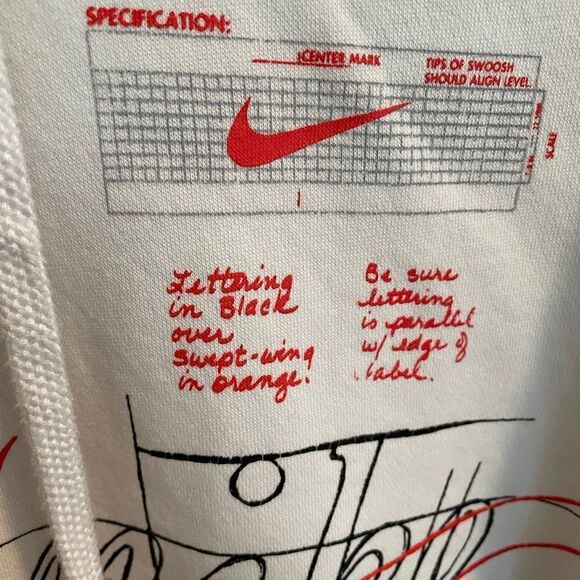 SPECIFICATION:
CENTER MARK
TIPS OF SWOOSH
SHOULD ALIGN LEVEL.
SCALE
Lettering
in Black
over
swept-wing
in orange.
Be sure
lettering
is parallel
w/ edge of
label.